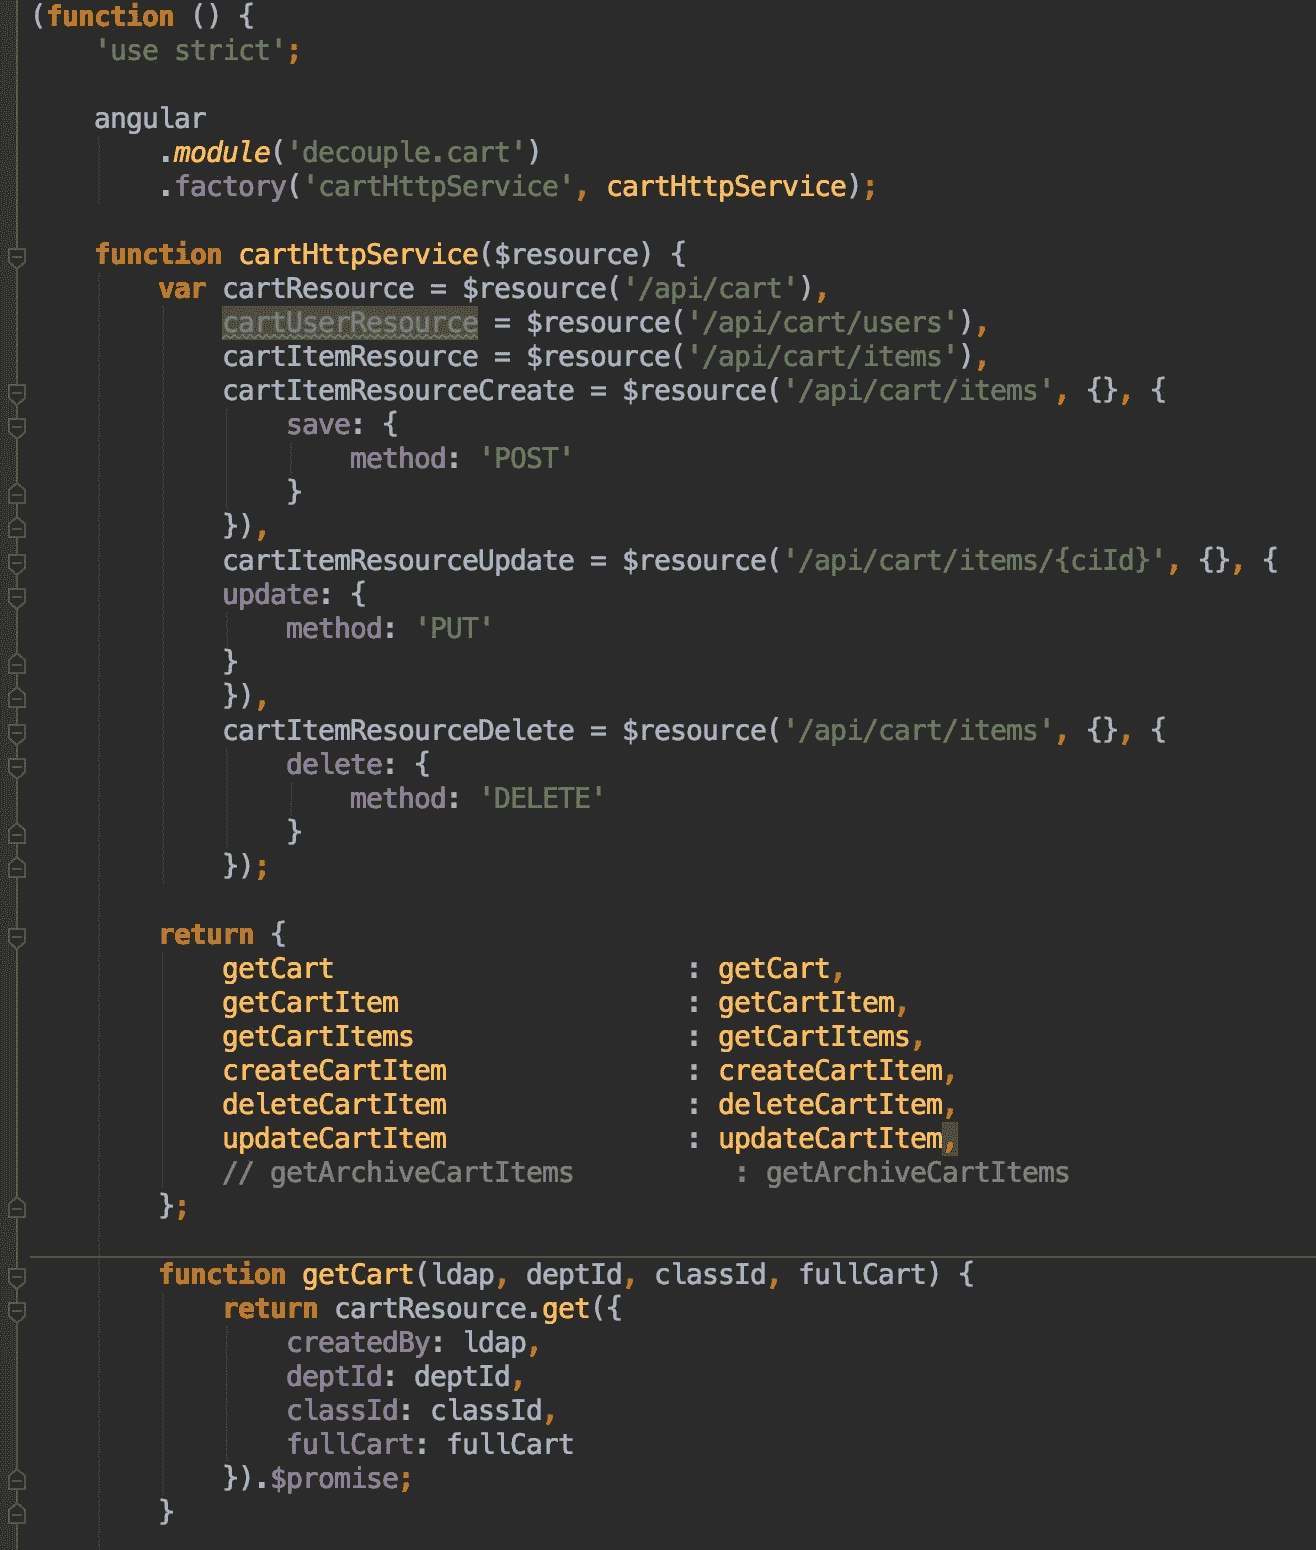 (function () {
    'use strict';

    angular
        .module('decouple.cart')
        .factory('cartHttpService', cartHttpService);

    function cartHttpService($resource) {
        var cartResource = $resource('/api/cart'),
            cartUserResource = $resource('/api/cart/users'),
            cartItemResource = $resource('/api/cart/items'),
            cartItemResourceCreate = $resource('/api/cart/items', {}, {
                save: {
                    method: 'POST'
                }
            }),
            cartItemResourceUpdate = $resource('/api/cart/items/{ciId}', {}, {
            update: {
                method: 'PUT'
            }
            }),
            cartItemResourceDelete = $resource('/api/cart/items', {}, {
                delete: {
                    method: 'DELETE'
                }
            });

        return {
            getCart                      : getCart,
            getCartItem                  : getCartItem,
            getCartItems                 : getCartItems,
            createCartItem               : createCartItem,
            deleteCartItem               : deleteCartItem,
            updateCartItem               : updateCartItem,
            // getArchiveCartItems          : getArchiveCartItems
        };

        function getCart(ldap, deptId, classId, fullCart) {
            return cartResource.get({
                createdBy: ldap,
                deptId: deptId,
                classId: classId,
                fullCart: fullCart
            }).$promise;
        }